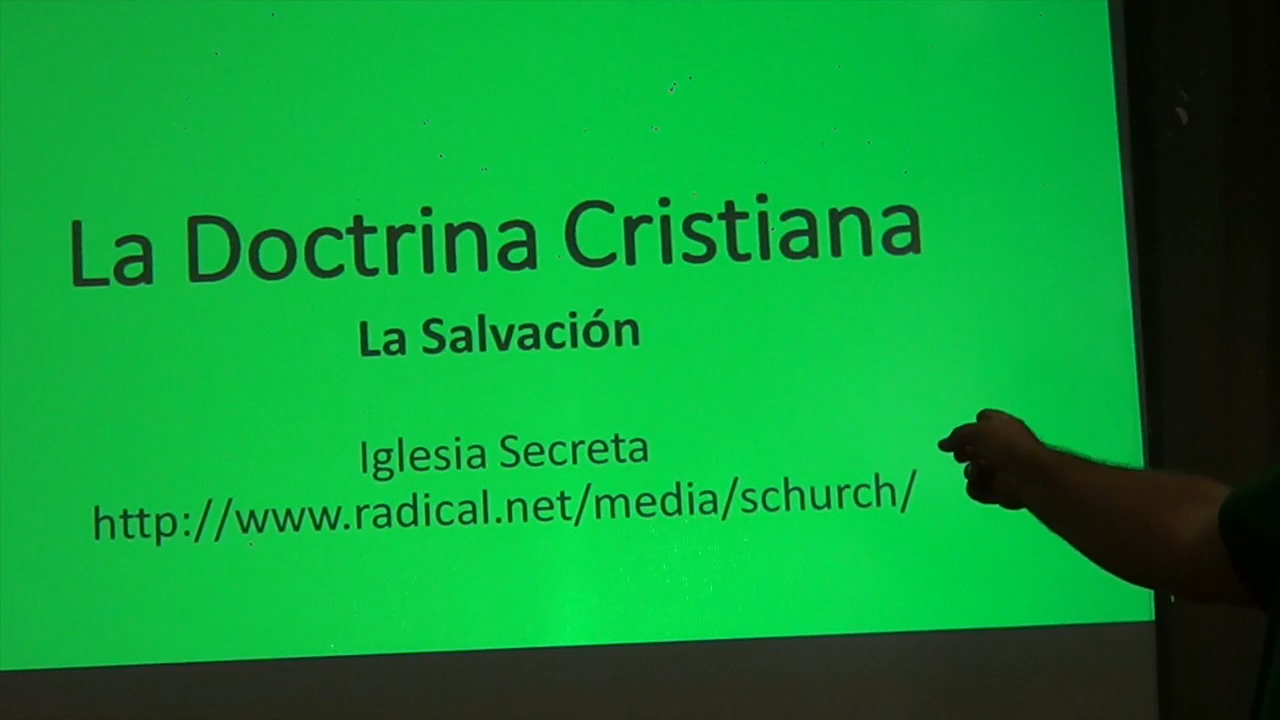 La Doctrina Cristiana
La Salvación
Iglesia Secreta
http://www.radical.net/media/schurch/